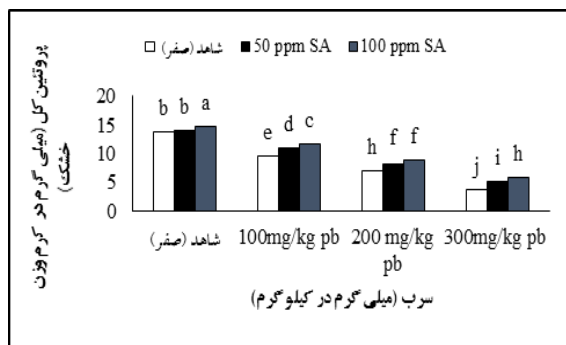 شاهد (صفر) 50 ppm SA 100 ppm SA
پروتئین کل (میلی گرم در گرم وزن
خشک)
20
15
10
5
0
b b a
e d c
h f f
j i h
شاهد (صفر) 100mg/kg pb 200 mg/kg pb 300mg/kg pb
سرب (میلی گرم در کیلوگرم)